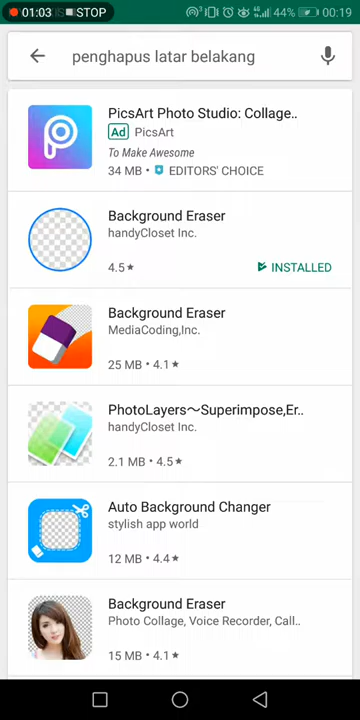 01:03 STOP 44% 00:19
penghapus latar belakang
PicsArt Photo Studio: Collage..
Ad PicsArt
To Make Awesome
34 MB • EDITORS' CHOICE
Background Eraser
handyCloset Inc.
4.5★ INSTALLED
Background Eraser
MediaCoding,Inc.
25 MB • 4.1★
PhotoLayers〜Superimpose,Er..
handyCloset Inc.
2.1 MB • 4.5★
Auto Background Changer
stylish app world
12 MB • 4.4★
Background Eraser
Photo Collage, Voice Recorder, Call..
15 MB • 4.1★